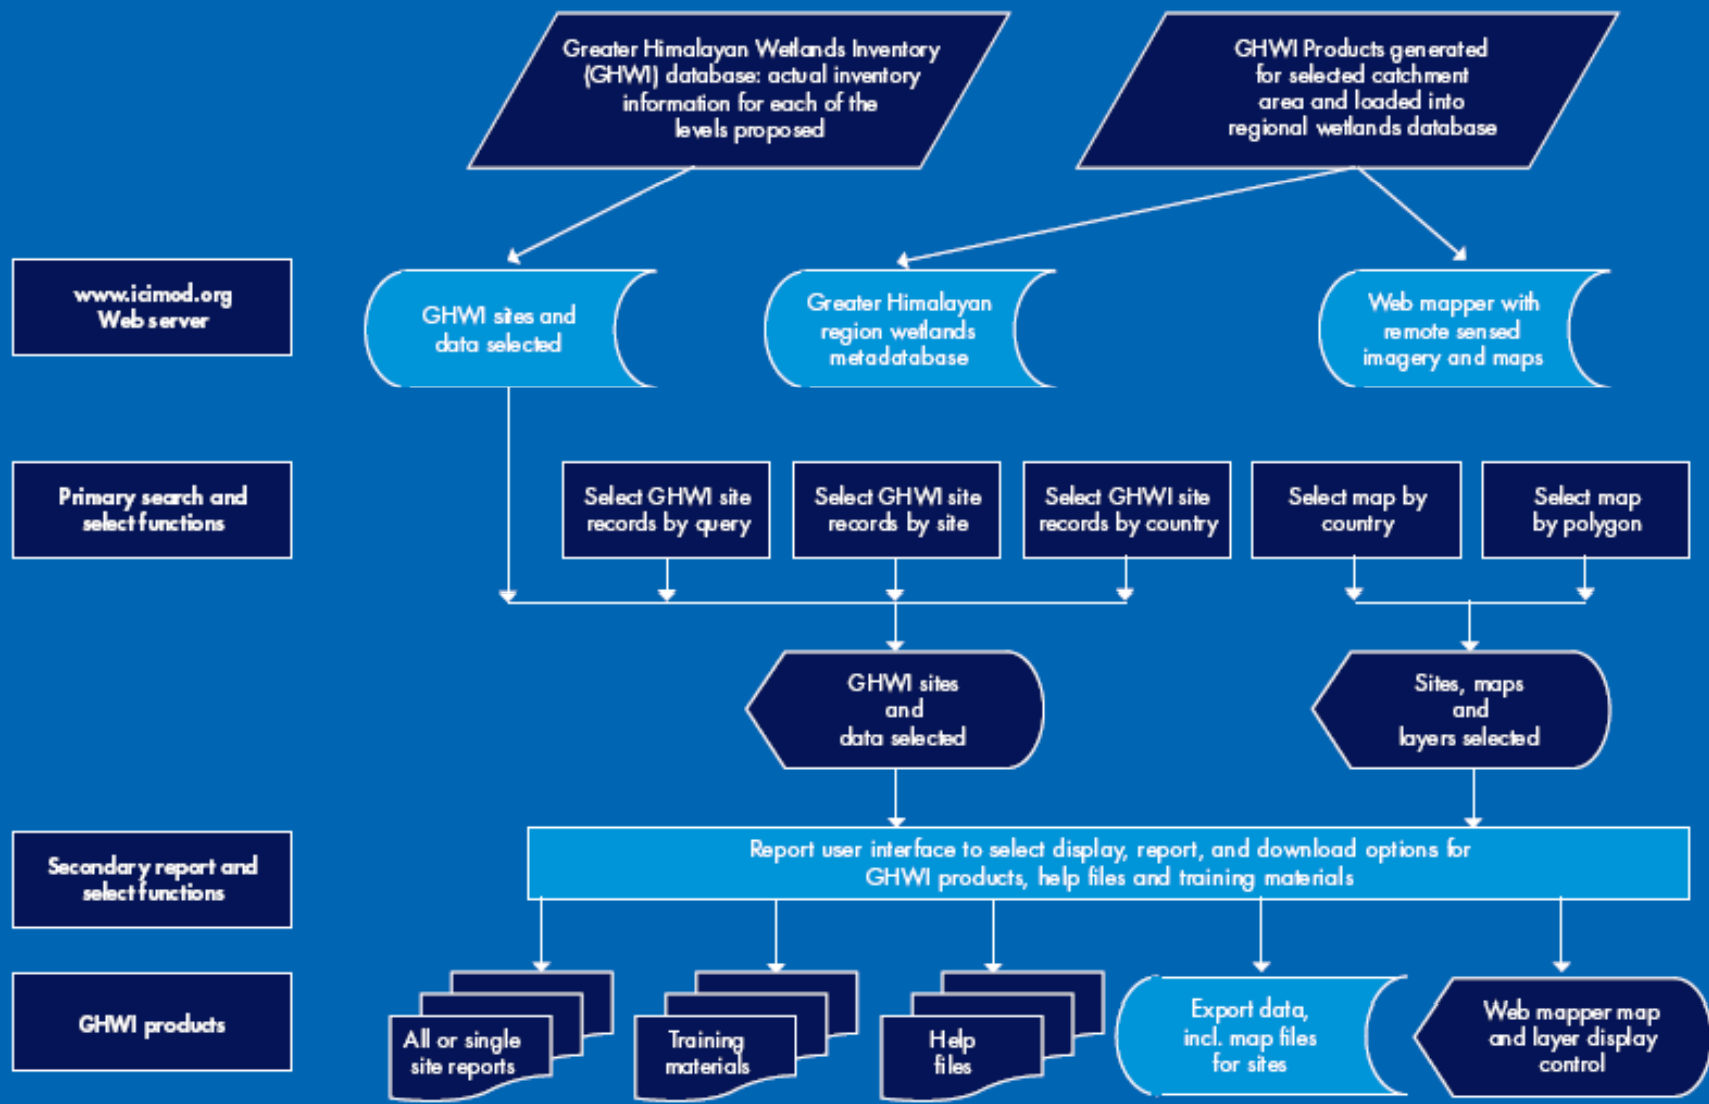 Greater Himalayan Wetlands Inventory
(GHWI) database: actual inventory
information for each of the
levels proposed
GHWI Products generated
for selected catchment
area and loaded into
regional wetlands database
www.icimod.org
Web server
GHWI sites and
data selected
Greater Himalayan
region wetlands
metadatabase
Web mapper with
remote sensed
imagery and maps
Primary search and
select functions
Select GHWI site
records by query
Select GHWI site
records by site
Select GHWI site
records by country
Select map by
country
Select map
by polygon
GHWI sites
and
data selected
Sites, maps
and
layers selected
Secondary report and
select functions
Report user interface to select display, report, and download options for
GHWI products, help files and training materials
GHWI products
All or single
site reports
Training
materials
Help
files
Export data,
incl. map files
for sites
Web mapper map
and layer display
control